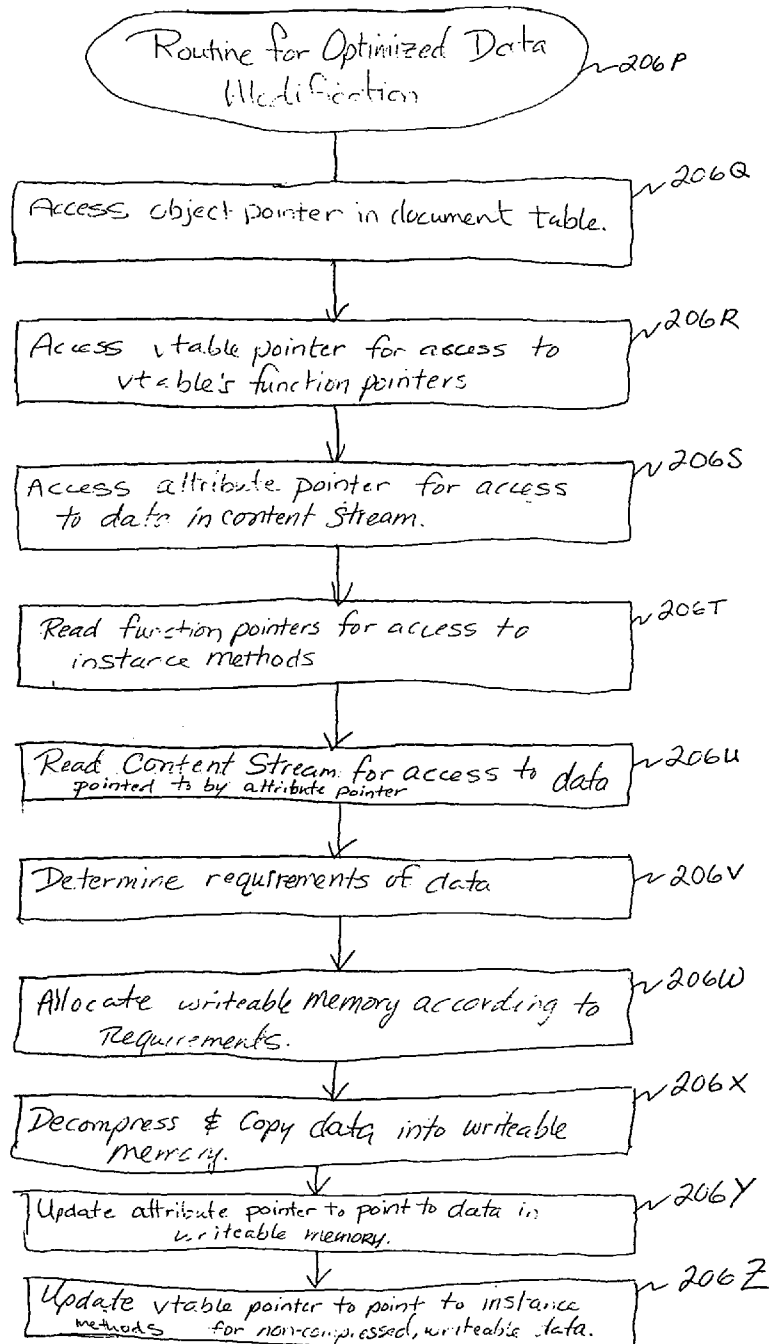 Routine for Optimized Data
Modification
206P
206Q
Access object pointer in document table.
206R
Access vtable pointer for access to
vtable's function pointers
206S
Access attribute pointer for access
to data in content Stream.
206T
Read function pointers for access to
instance methods
Read Content Stream for access to data
pointed to by attribute pointer
206U
Determine requirements of data
206V
206W
Allocate writeable memory according to
Requirements.
206X
Decompress & Copy data into writeable
memory.
206Y
Update attribute pointer to point to data in
writeable memory.
206Z
Update vtable pointer to point to instance
methods for non-compressed, writeable data.